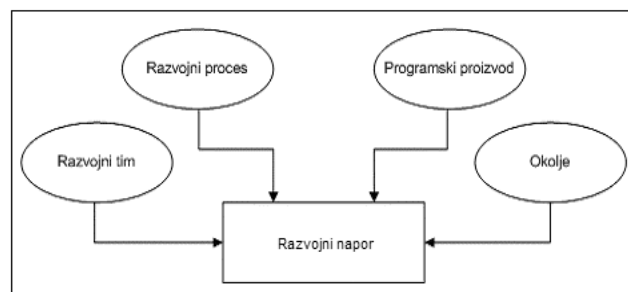 Razvojni proces
Programski proizvod
Razvojni tim
Okolje
Razvojni napor